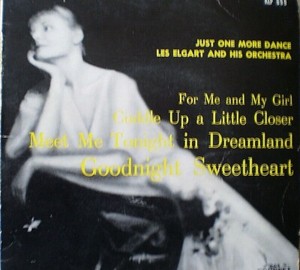 JUST ONE MORE DANCE
LES ELGART AND HIS ORCHESTRA
For Me and My Girl
Cuddle Up a Little Closer
Meet Me Tonight in Dreamland
Goodnight Sweetheart